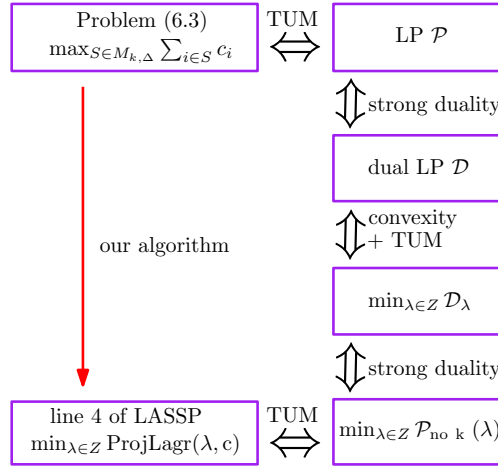 Problem (6.3)
max_{S∈M_{k,Δ}} ∑_{i∈S} c_i
TUM
LP 𝒫
strong duality
dual LP 𝒟
convexity
+ TUM
our algorithm
min_{λ∈Z} 𝒟_λ
strong duality
line 4 of LASSP
min_{λ∈Z} ProjLagr(λ, c)
TUM
min_{λ∈Z} 𝒫_{no k} (λ)